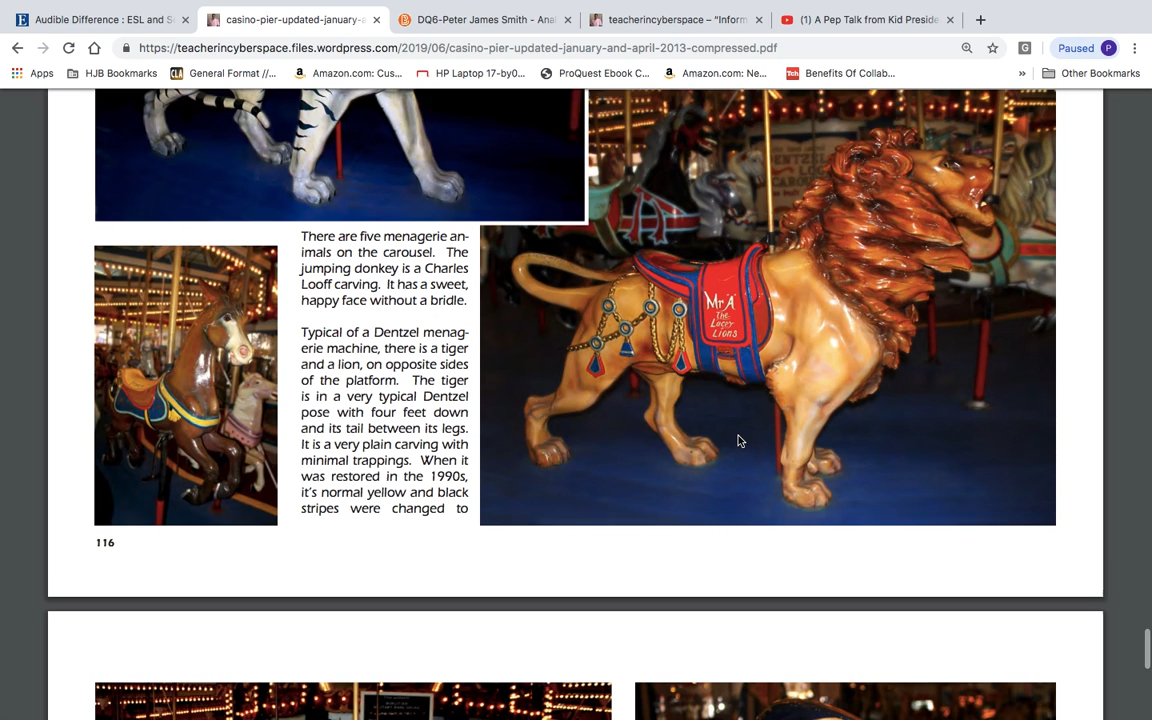 Audible Difference : ESL and S
casino-pier-updated-january-a
DQ6-Peter James Smith - Anal
teacherincyberspace – "Inform
(1) A Pep Talk from Kid Preside
https://teacherincyberspace.files.wordpress.com/2019/06/casino-pier-updated-january-and-april-2013-compressed.pdf
Paused P
Apps
HJB Bookmarks
General Format //...
Amazon.com: Cus...
HP Laptop 17-by0...
ProQuest Ebook C...
Amazon.com: Ne...
Benefits Of Collab...
»
Other Bookmarks
There are five menagerie an-
imals on the carousel. The
jumping donkey is a Charles
Looff carving. It has a sweet,
happy face without a bridle.
Typical of a Dentzel menag-
erie machine, there is a tiger
and a lion, on opposite sides
of the platform. The tiger
is in a very typical Dentzel
pose with four feet down
and its tail between its legs.
It is a very plain carving with
minimal trappings. When it
was restored in the 1990s,
it's normal yellow and black
stripes were changed to
Mr "A"
The
Lacey
Lions
116